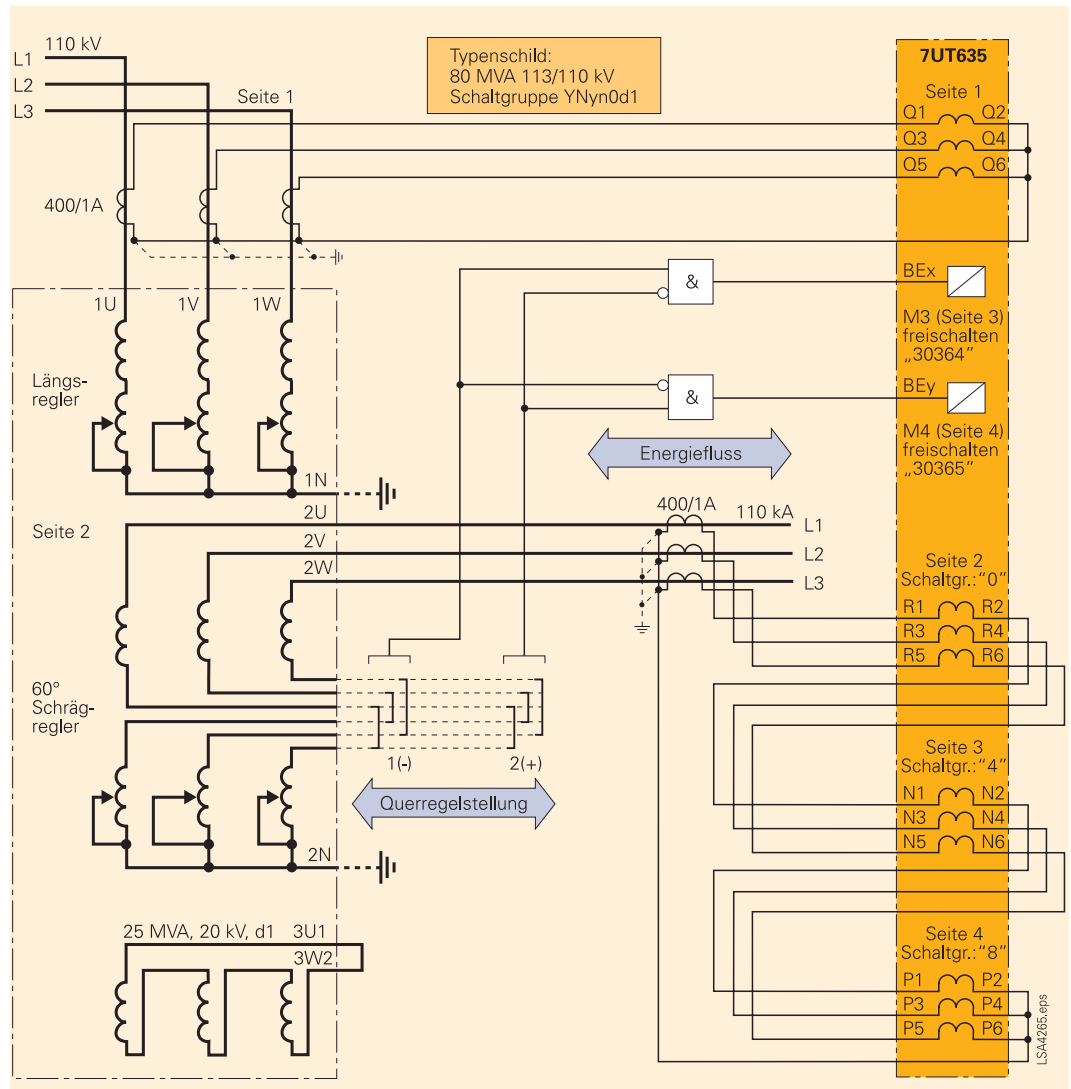 110 kV
L1
L2
L3
Seite 1
Typenschild:
80 MVA 113/110 kV
Schaltgruppe YNyn0d1
7UT635
Seite 1
Q1 Q2
Q3 Q4
Q5 Q6
400/1A
1U 1V 1W
&
BEx
M3 (Seite 3)
freischalten
„30364”
Längs-
regler
&
BEy
M4 (Seite 4)
freischalten
„30365”
Energiefluss
1N
Seite 2
2U
2V
2W
400/1A
110 kA
L1
L2
L3
Seite 2
Schaltgr.:“0”
R1 R2
R3 R4
R5 R6
60°
Schräg-
regler
1(-) 2(+)
Querregelstellung
Seite 3
Schaltgr.:“4”
N1 N2
N3 N4
N5 N6
2N
25 MVA, 20 kV, d1 3U1
3W2
Seite 4
Schaltgr.:“8”
P1 P2
P3 P4
P5 P6
LSA4265.eps